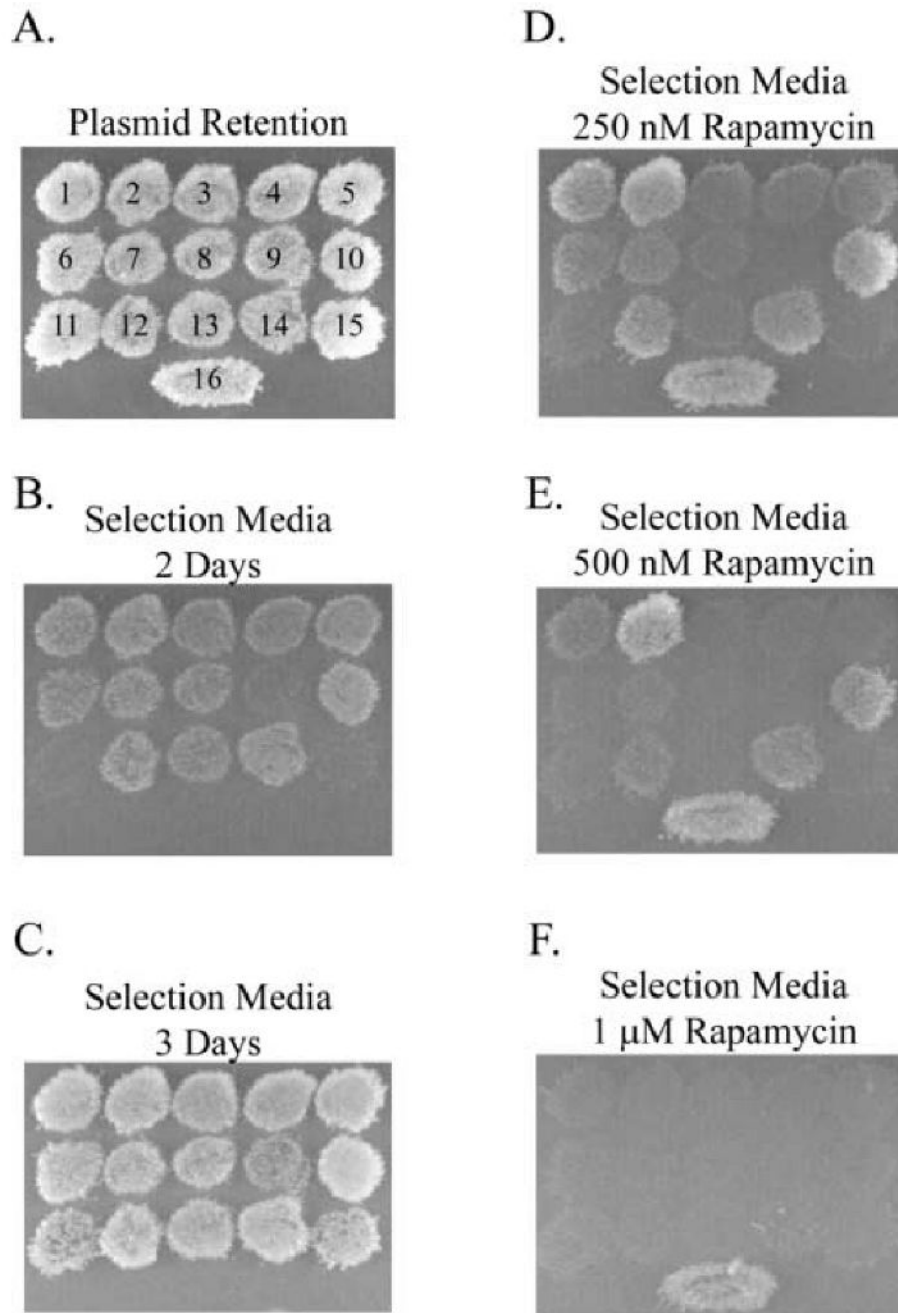 A.
Plasmid Retention
1 2 3 4 5
6 7 8 9 10
11 12 13 14 15
16
B.
Selection Media
2 Days
C.
Selection Media
3 Days
D.
Selection Media
250 nM Rapamycin
E.
Selection Media
500 nM Rapamycin
F.
Selection Media
1 μM Rapamycin